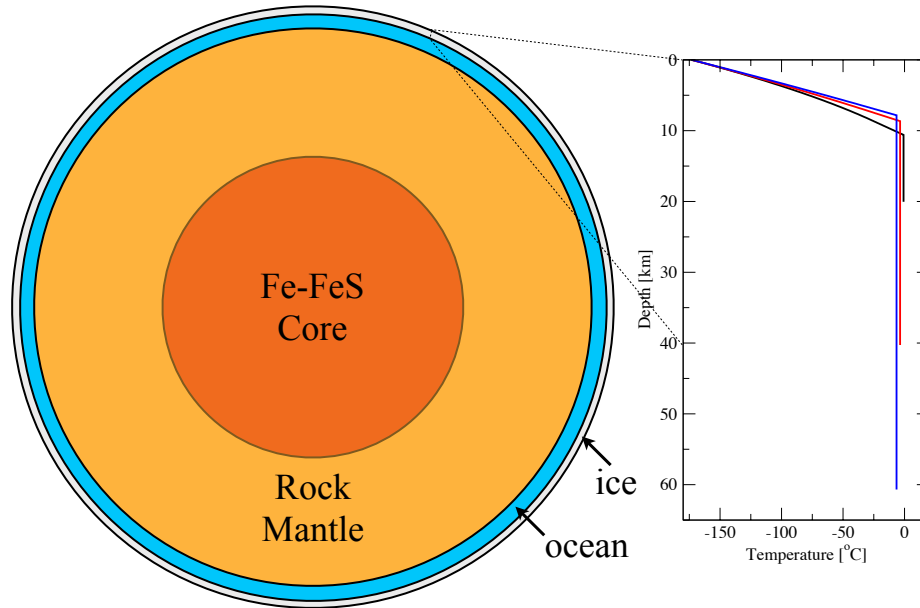 Fe-FeS
Core
Rock
Mantle
ice
ocean
0
10
20
30
40
50
60
Depth [km]
-150 -100 -50 0
Temperature [°C]